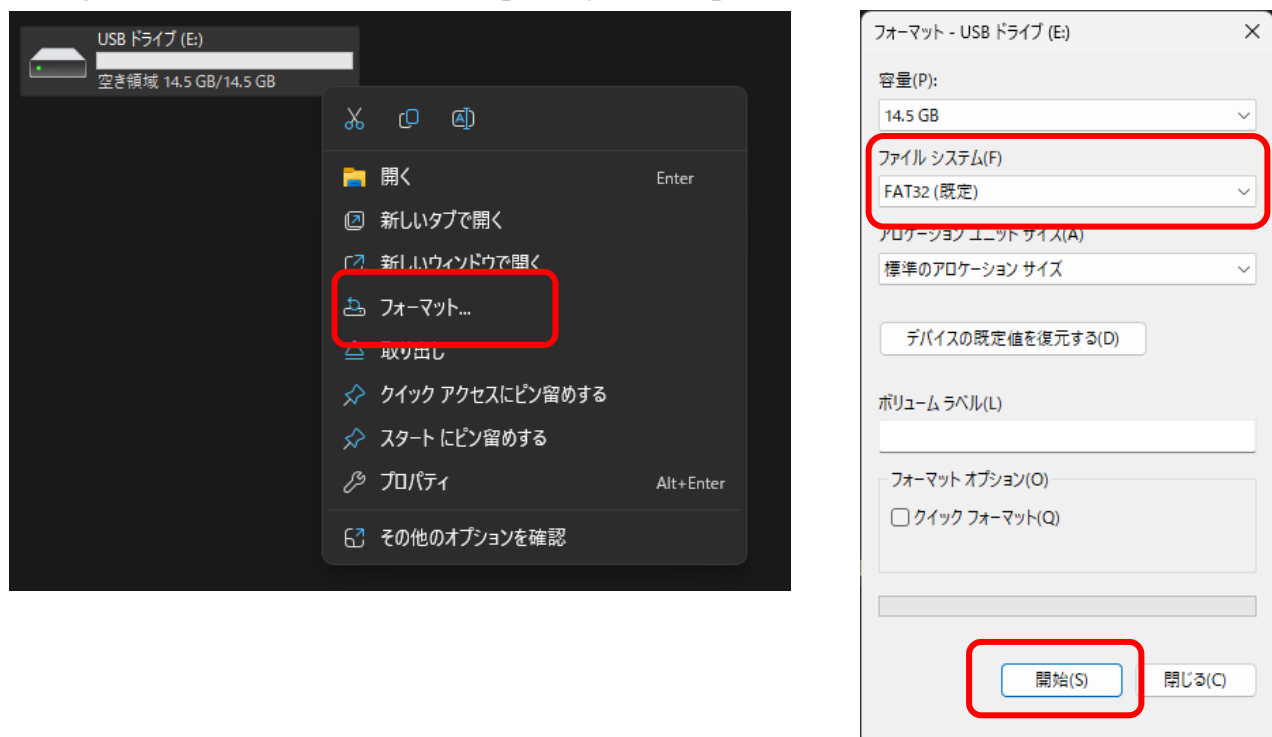 USB ドライブ (E:)
空き領域 14.5 GB/14.5 GB
開く Enter
新しいタブで開く
新しいウィンドウで開く
フォーマット...
取り出し
クイック アクセスにピン留めする
スタート にピン留めする
プロパティ Alt+Enter
その他のオプションを確認
フォーマット - USB ドライブ (E:)
容量(P):
14.5 GB
ファイル システム(F)
FAT32 (既定)
アロケーション ユニット サイズ(A)
標準のアロケーション サイズ
デバイスの既定値を復元する(D)
ボリューム ラベル(L)
フォーマット オプション(O)
クイック フォーマット(Q)
開始(S)
閉じる(C)